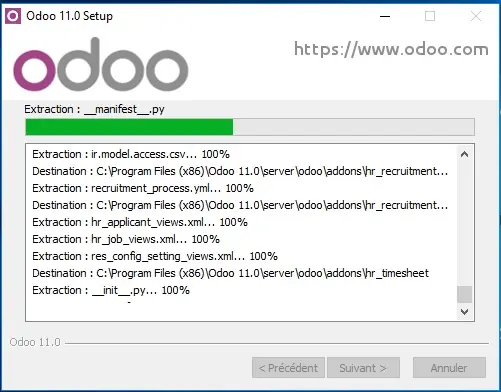 Odoo 11.0 Setup
odoo
https://www.odoo.com
Extraction : __manifest__.py
Extraction : ir.model.access.csv... 100%
Destination : C:\Program Files (x86)\Odoo 11.0\server\odoo\addons\hr_recruitment...
Extraction : recruitment_process.yml... 100%
Destination : C:\Program Files (x86)\Odoo 11.0\server\odoo\addons\hr_recruitment...
Extraction : hr_applicant_views.xml... 100%
Extraction : hr_job_views.xml... 100%
Extraction : res_config_setting_views.xml... 100%
Destination : C:\Program Files (x86)\Odoo 11.0\server\odoo\addons\hr_timesheet
Extraction : __init__.py... 100%
Odoo 11.0
< Précédent
Suivant >
Annuler